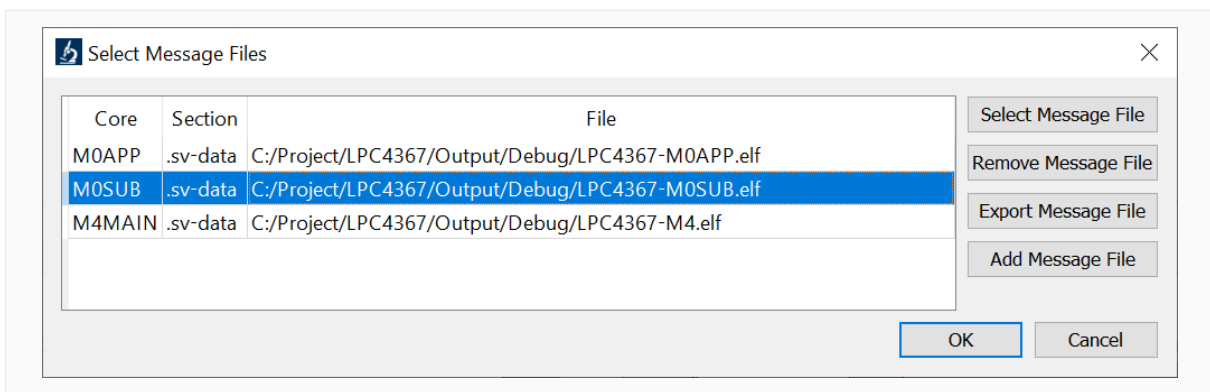 Select Message Files
Core Section File
M0APP .sv-data C:/Project/LPC4367/Output/Debug/LPC4367-M0APP.elf
M0SUB .sv-data C:/Project/LPC4367/Output/Debug/LPC4367-M0SUB.elf
M4MAIN .sv-data C:/Project/LPC4367/Output/Debug/LPC4367-M4.elf
Select Message File
Remove Message File
Export Message File
Add Message File
OK Cancel